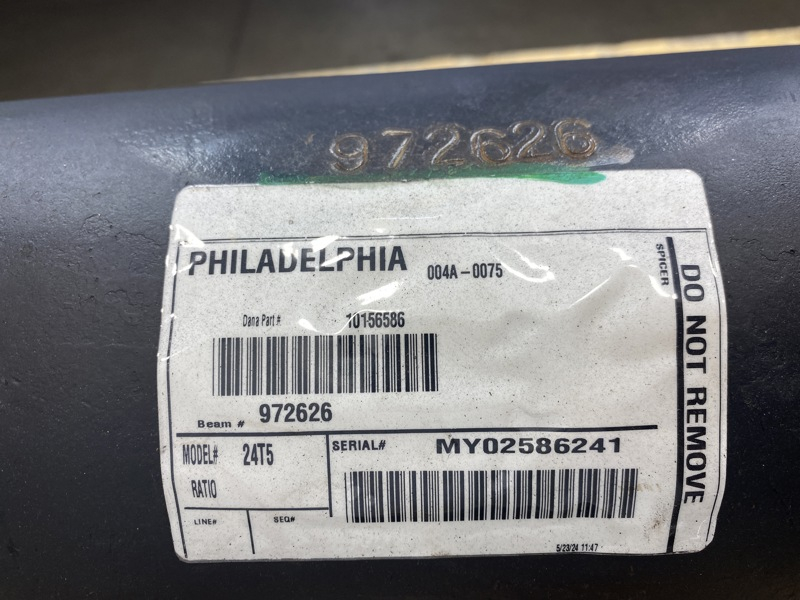 972626
PHILADELPHIA 004A-0075
Dana Part # 10156586
Beam # 972626
MODEL# 24T5
RATIO
SERIAL# MY02586241
LINE# SEQ#
5/23/24 11:47
SPICER
DO NOT REMOVE